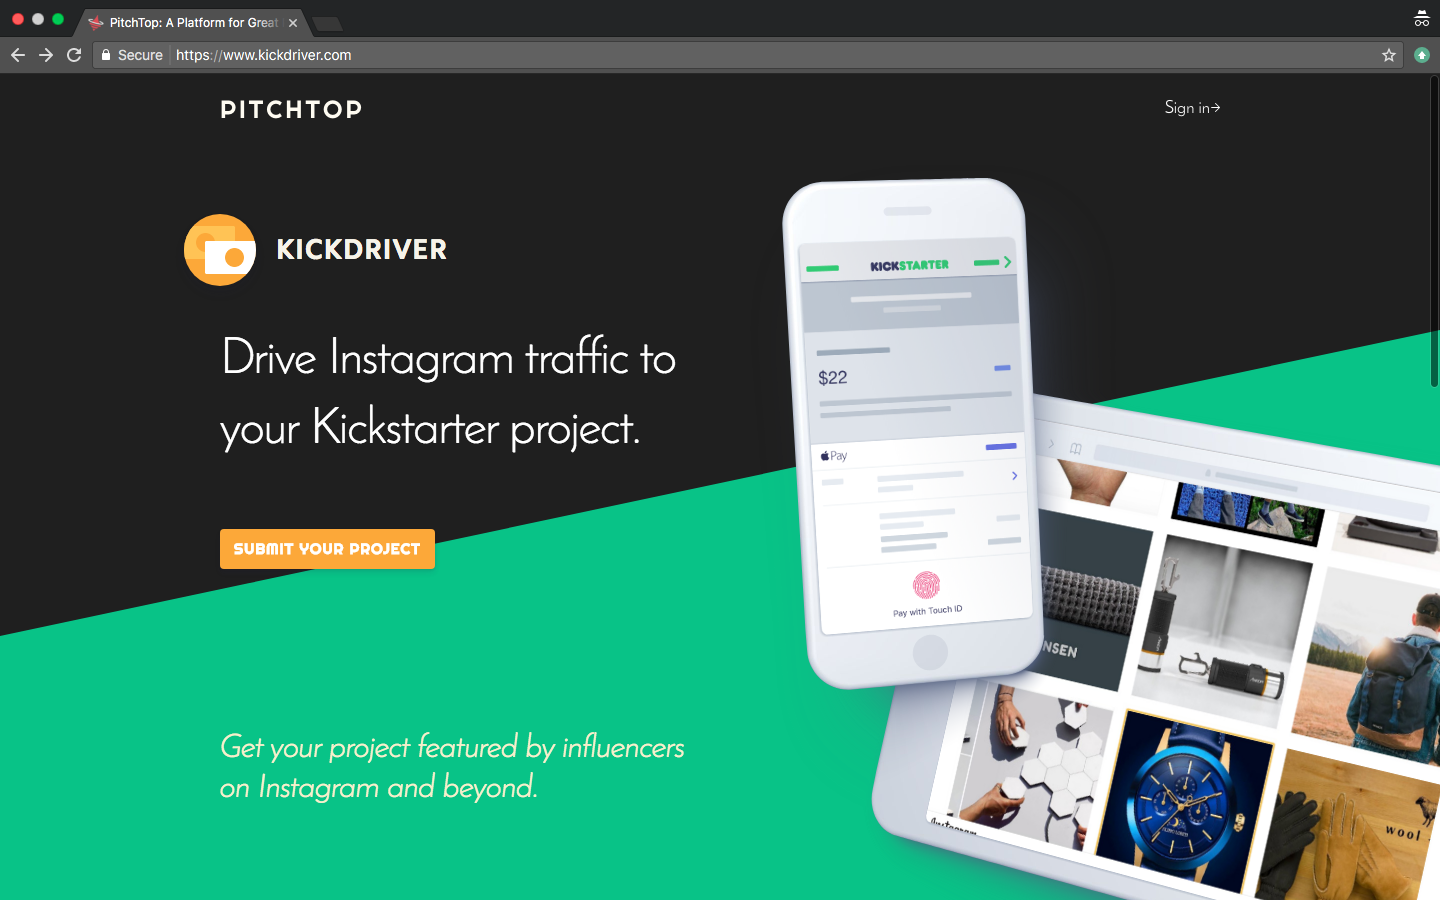 PitchTop: A Platform for Great
Secure
https://www.kickdriver.com
PITCHTOP
Sign in→
KICKDRIVER
Drive Instagram traffic to
your Kickstarter project.
SUBMIT YOUR PROJECT
Get your project featured by influencers
on Instagram and beyond.
KICKSTARTER
$22
Pay
Pay with Touch ID
NSEN
Instagram
wool